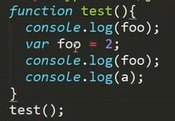 function test(){
  console.log(foo);
  var foo = 2;
  console.log(foo);
  console.log(a);
}
test();